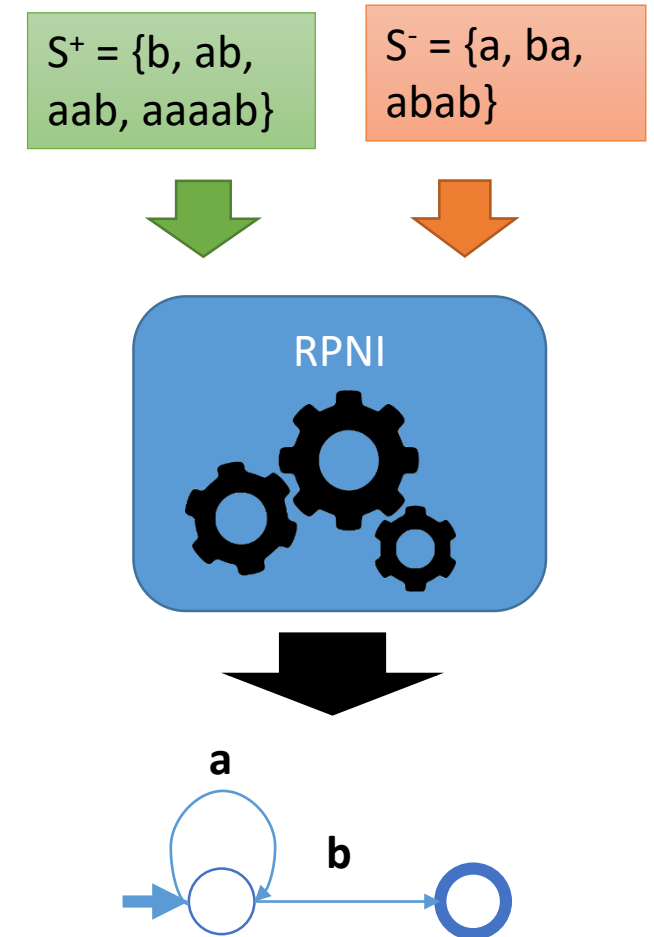 S⁺ = {b, ab,
aab, aaaab}
S⁻ = {a, ba,
abab}
RPNI
a
b